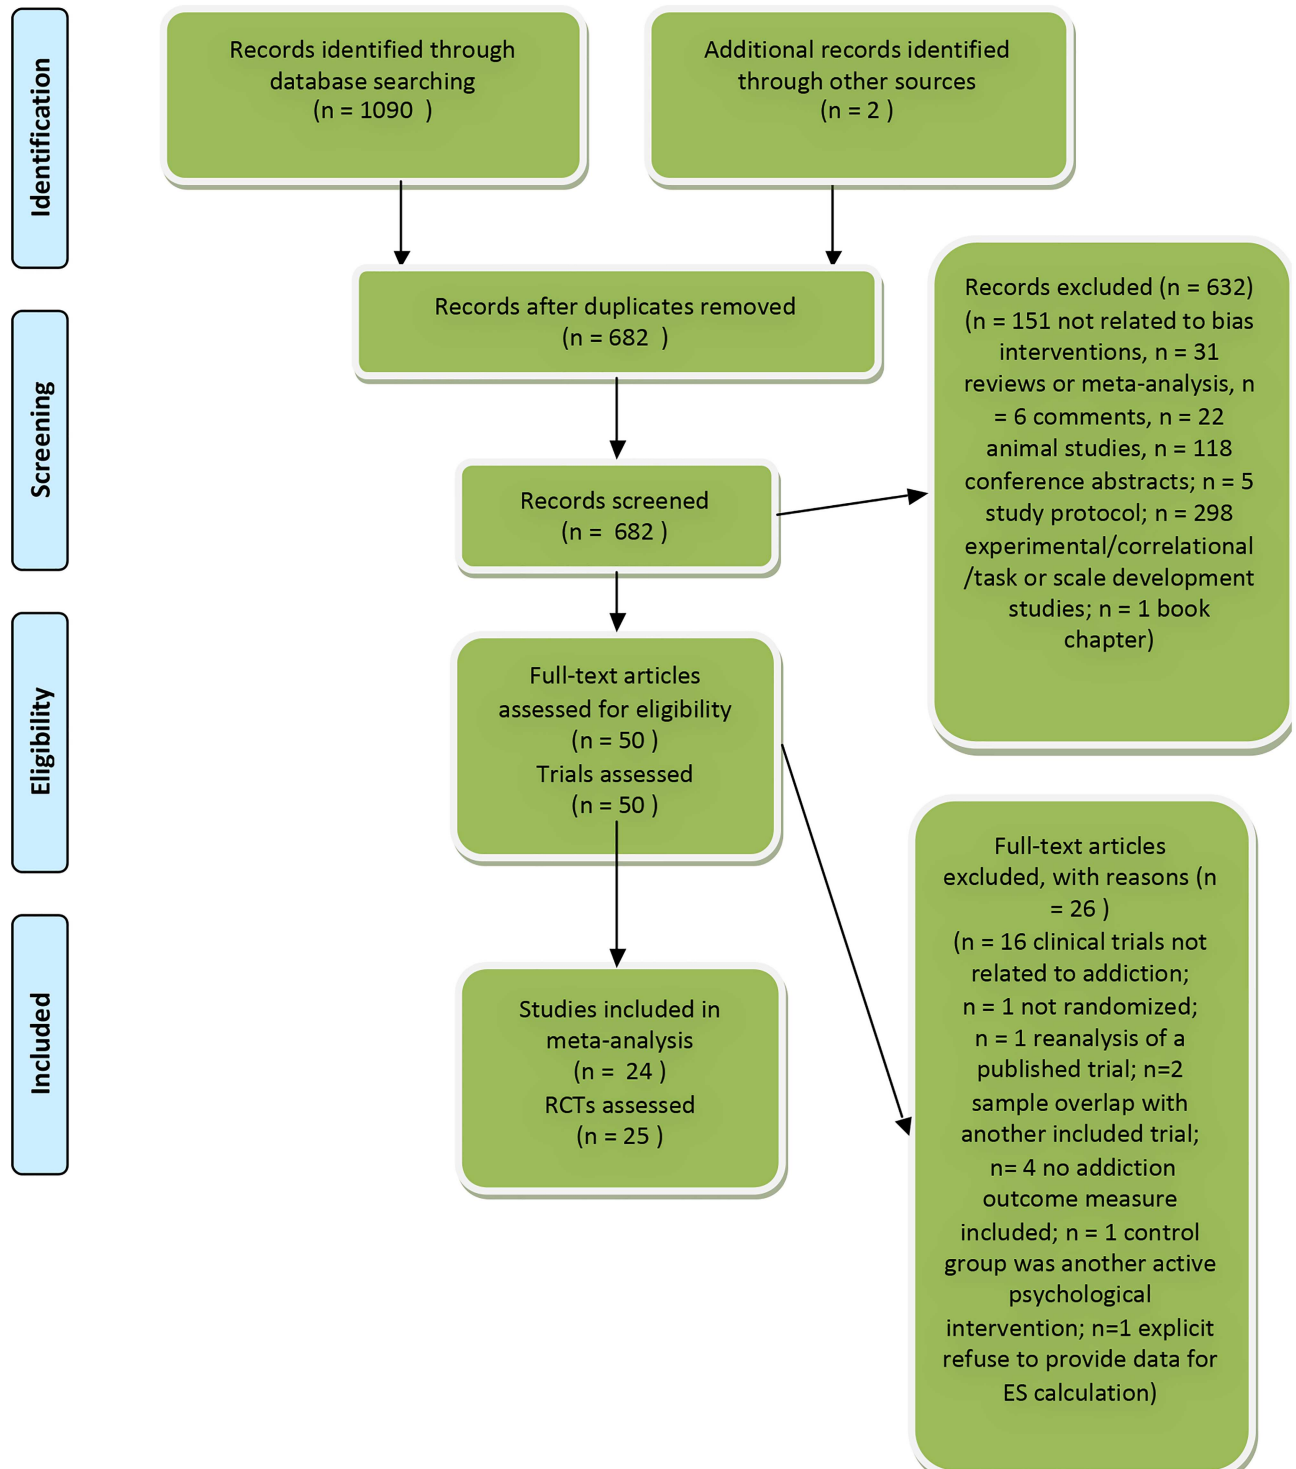 Identification
Records identified through
database searching
(n = 1090  )
Additional records identified
through other sources
(n = 2 )
Records after duplicates removed
(n = 682  )
Screening
Records screened
(n =  682 )
Records excluded (n = 632)
(n = 151 not related to bias
interventions, n = 31
reviews or meta-analysis, n
= 6 comments, n = 22
animal studies, n = 118
conference abstracts; n = 5
study protocol; n = 298
experimental/correlational
/task or scale development
studies; n = 1 book
chapter)
Eligibility
Full-text articles
assessed for eligibility
(n = 50 )
Trials assessed
(n = 50 )
Full-text articles
excluded, with reasons (n
= 26 )
(n = 16 clinical trials not
related to addiction;
n = 1 not randomized;
n = 1 reanalysis of a
published trial; n=2
sample overlap with
another included trial;
n= 4 no addiction
outcome measure
included; n = 1 control
group was another active
psychological
intervention; n=1 explicit
refuse to provide data for
ES calculation)
Included
Studies included in
meta-analysis
(n =  24 )
RCTs assessed
(n = 25 )